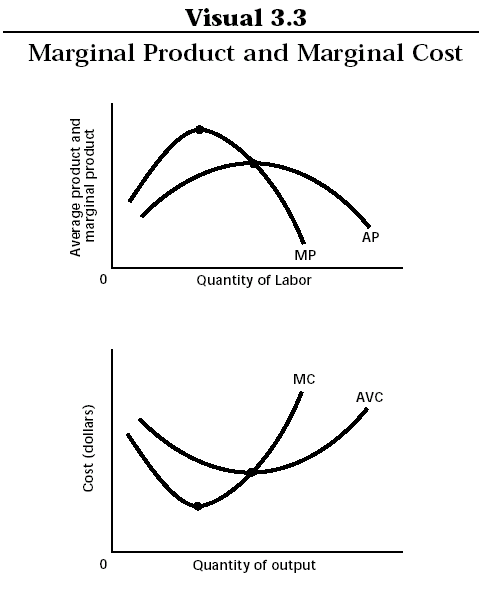 Visual 3.3
Marginal Product and Marginal Cost
Average product and
marginal product
AP
MP
0
Quantity of Labor
MC
AVC
Cost (dollars)
0
Quantity of output